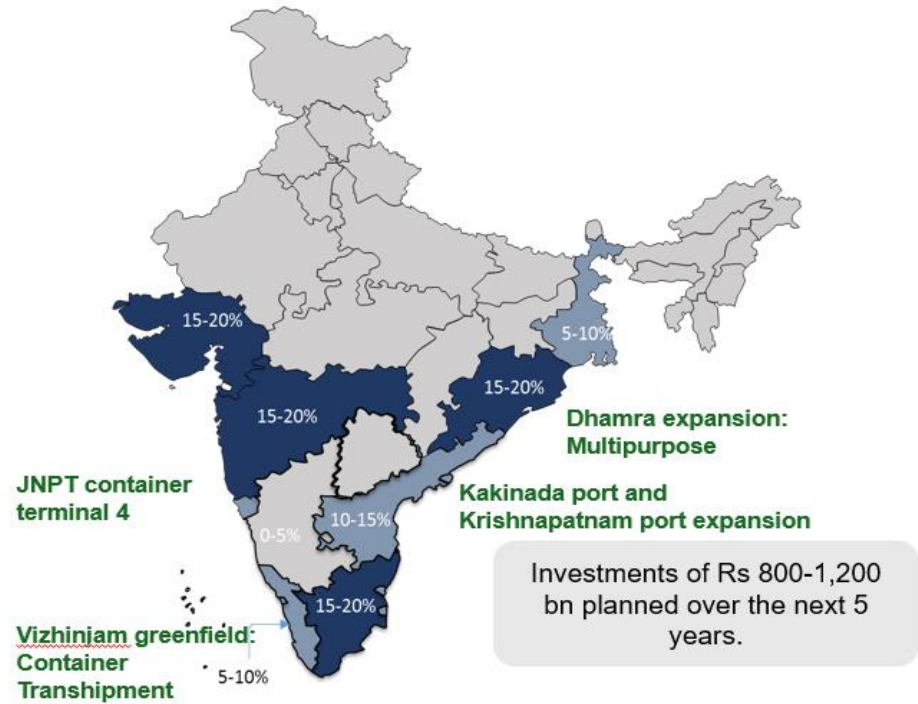 15-20%
5-10%
15-20%
15-20%
Dhamra expansion:
Multipurpose
JNPT container
terminal 4
Kakinada port and
Krishnapatnam port expansion
0-5%
10-15%
Investments of Rs 800-1,200
bn planned over the next 5
years.
15-20%
Vizhinjam greenfield:
Container
Transhipment
5-10%